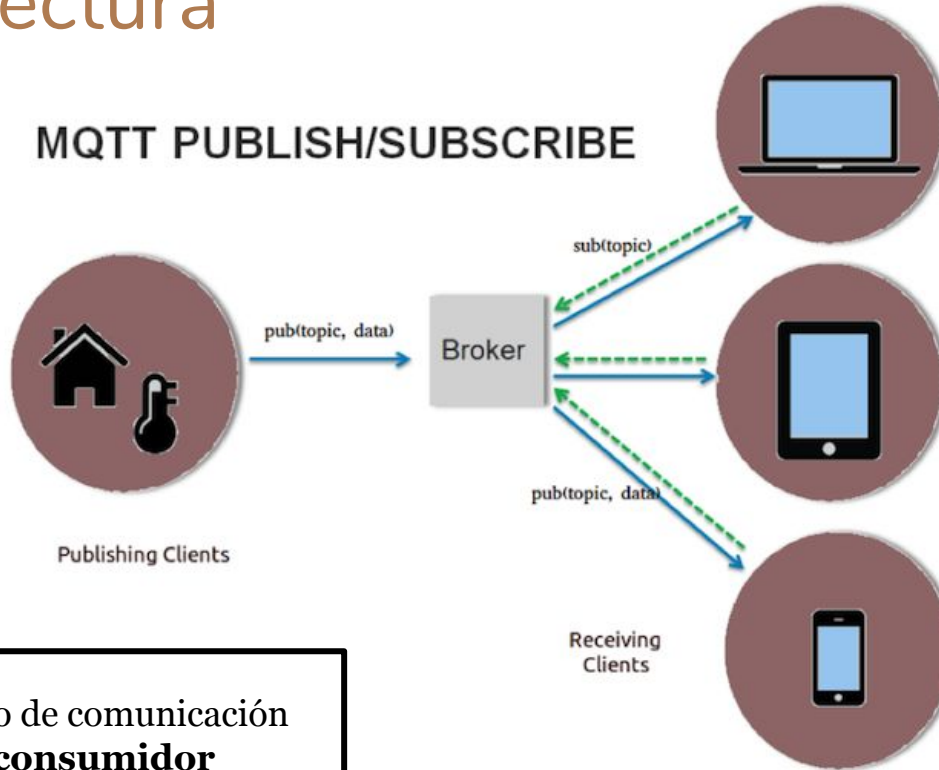 MQTT PUBLISH/SUBSCRIBE
sub(topic)
pub(topic, data)
Broker
pub(topic, data)
Publishing Clients
Receiving
Clients
de comunicación
consumidor